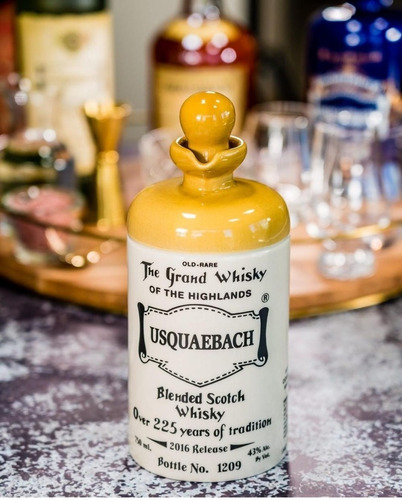 OLD-RARE
The Grand Whisky
OF THE HIGHLANDS
®
USQUAEBACH
Blended Scotch
Whisky
Over 225 years of tradition
750 ml. 2016 Release 43% Alc.
By Vol.
Bottle No. 1209